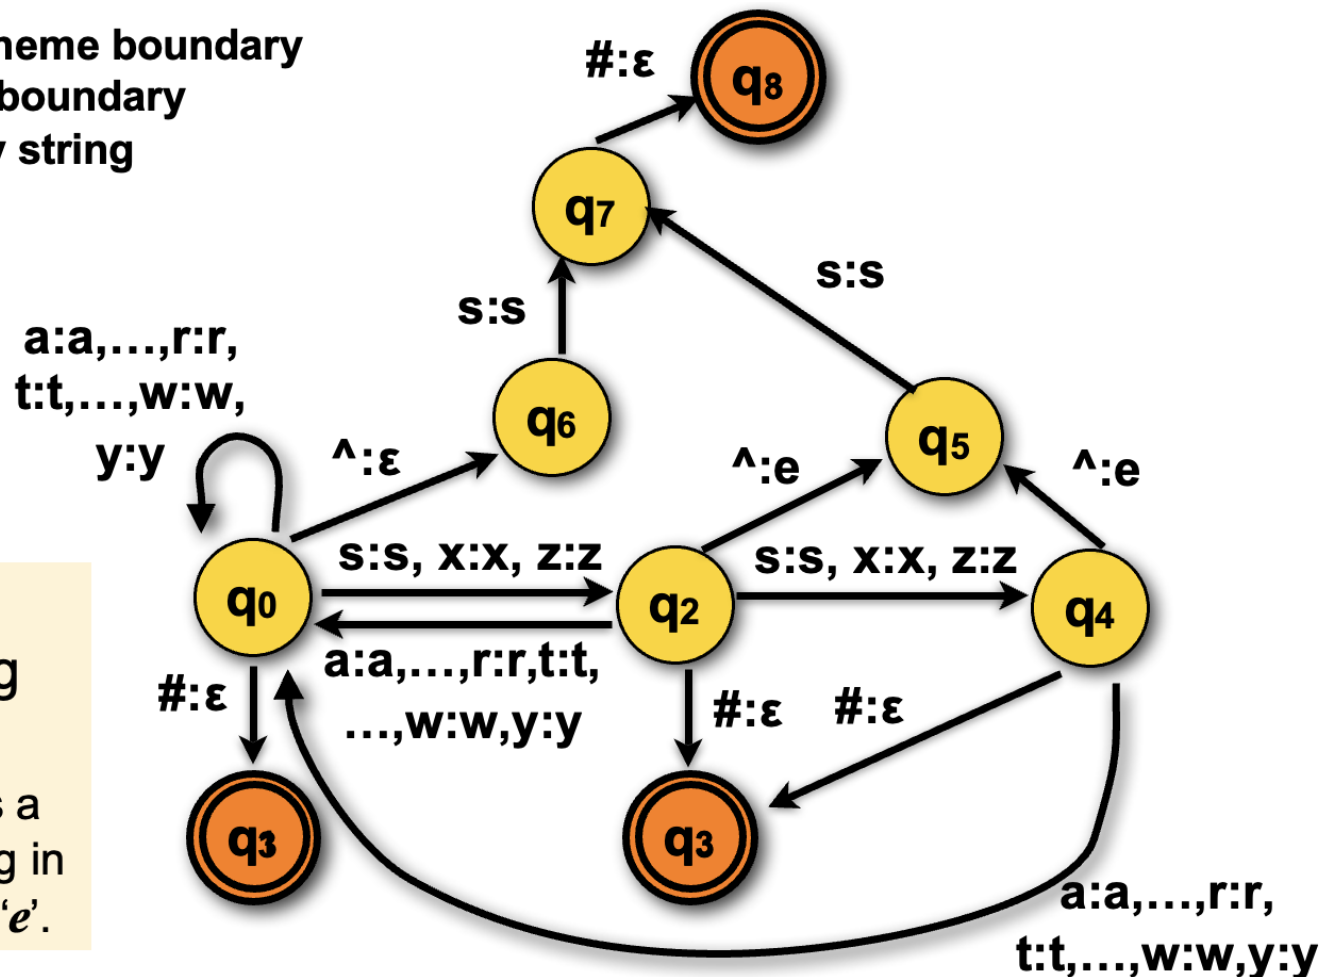 heme boundary
boundary
y string
#:ε
q8
q7
s:s
s:s
a:a,…,r:r,
t:t,…,w:w,
y:y
^:ε
q6
^:e
q5
^:e
q0
s:s, x:x, z:z
q2
s:s, x:x, z:z
q4
a:a,…,r:r,t:t,
…,w:w,y:y
#:ε
#:ε
#:ε
g
q3
q3
s a
g in
‘e’.
a:a,…,r:r,
t:t,…,w:w,y:y